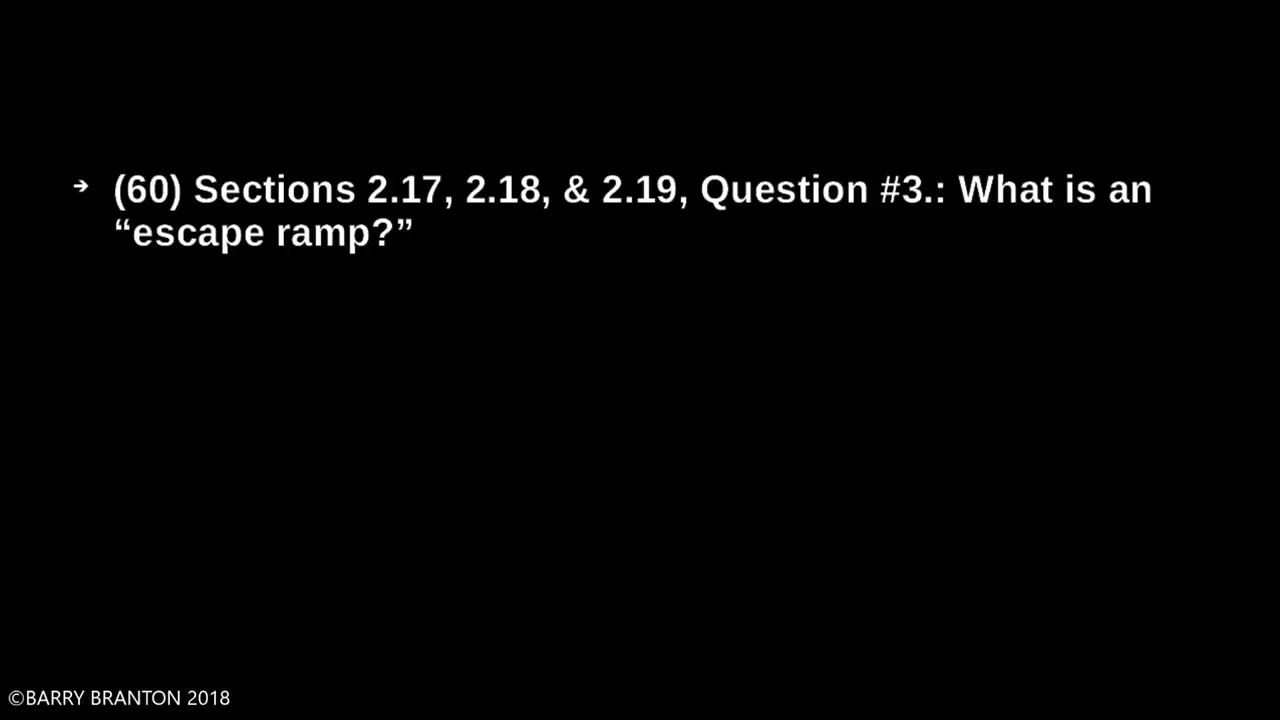 ➔ (60) Sections 2.17, 2.18, & 2.19, Question #3.: What is an
“escape ramp?”
©BARRY BRANTON 2018